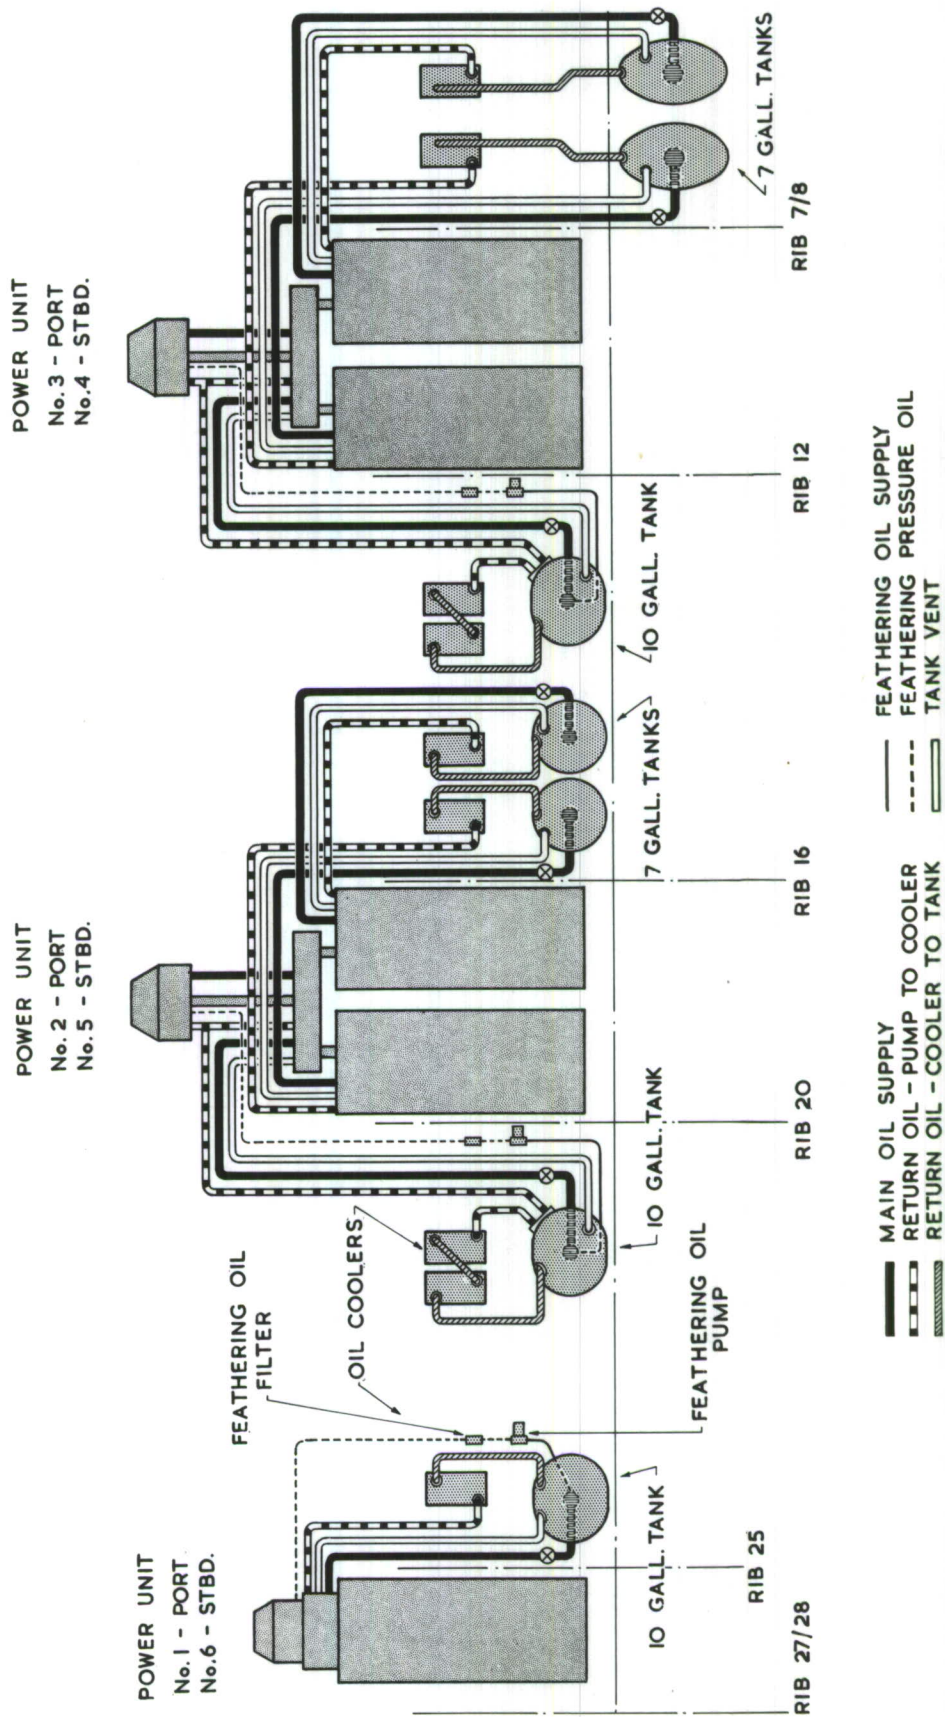 POWER UNIT
No. 1 - PORT
No. 6 - STBD.
POWER UNIT
No. 2 - PORT
No. 5 - STBD.
POWER UNIT
No. 3 - PORT
No. 4 - STBD.
FEATHERING OIL
FILTER
OIL COOLERS
FEATHERING OIL
PUMP
10 GALL. TANK
10 GALL. TANK
7 GALL. TANKS
10 GALL. TANK
7 GALL. TANKS
RIB 27/28
RIB 25
RIB 20
RIB 16
RIB 12
RIB 7/8
MAIN OIL SUPPLY
RETURN OIL - PUMP TO COOLER
RETURN OIL - COOLER TO TANK
FEATHERING OIL SUPPLY
FEATHERING PRESSURE OIL
TANK VENT